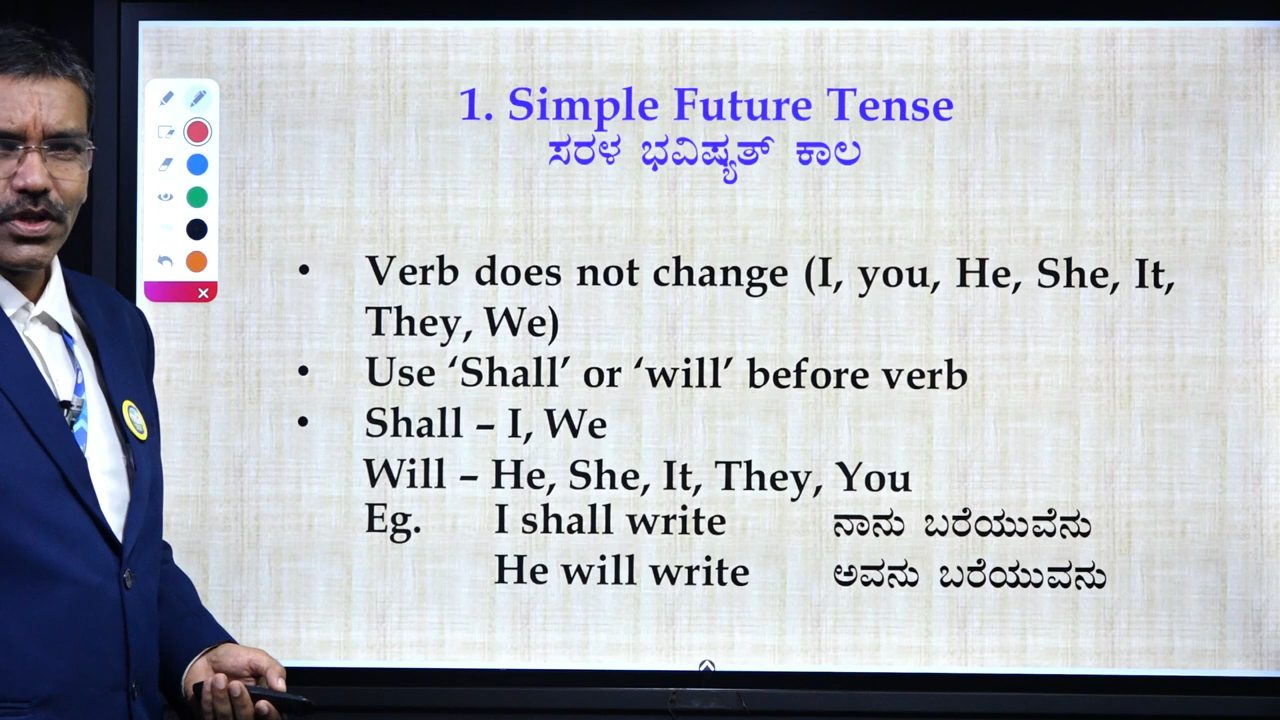 1. Simple Future Tense
ಸರಳ ಭವಿಷ್ಯತ್ ಕಾಲ
• Verb does not change (I, you, He, She, It,
They, We)
• Use ‘Shall’ or ‘will’ before verb
• Shall – I, We
Will – He, She, It, They, You
Eg. I shall write ನಾನು ಬರೆಯುವೆನು
He will write ಅವನು ಬರೆಯುವನು